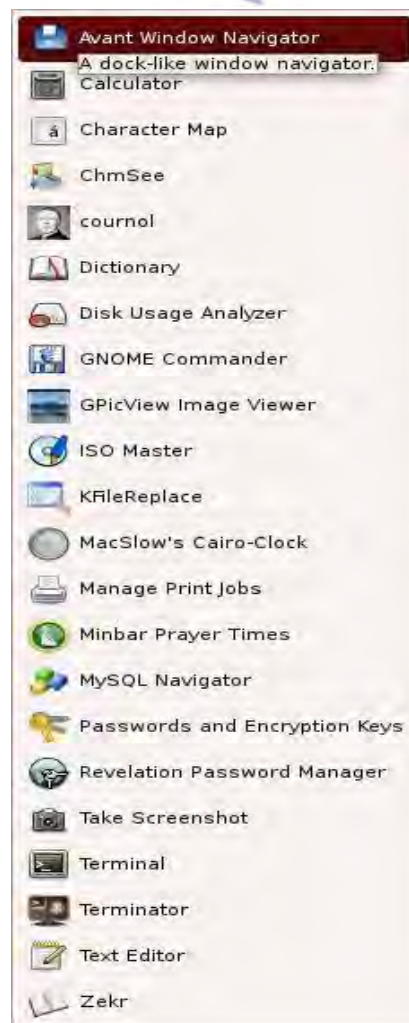 Avant Window Navigator
A dock-like window navigator.
Calculator
Character Map
ChmSee
cournol
Dictionary
Disk Usage Analyzer
GNOME Commander
GPicView Image Viewer
ISO Master
KFileReplace
MacSlow's Cairo-Clock
Manage Print Jobs
Minbar Prayer Times
MySQL Navigator
Passwords and Encryption Keys
Revelation Password Manager
Take Screenshot
Terminal
Terminator
Text Editor
Zekr